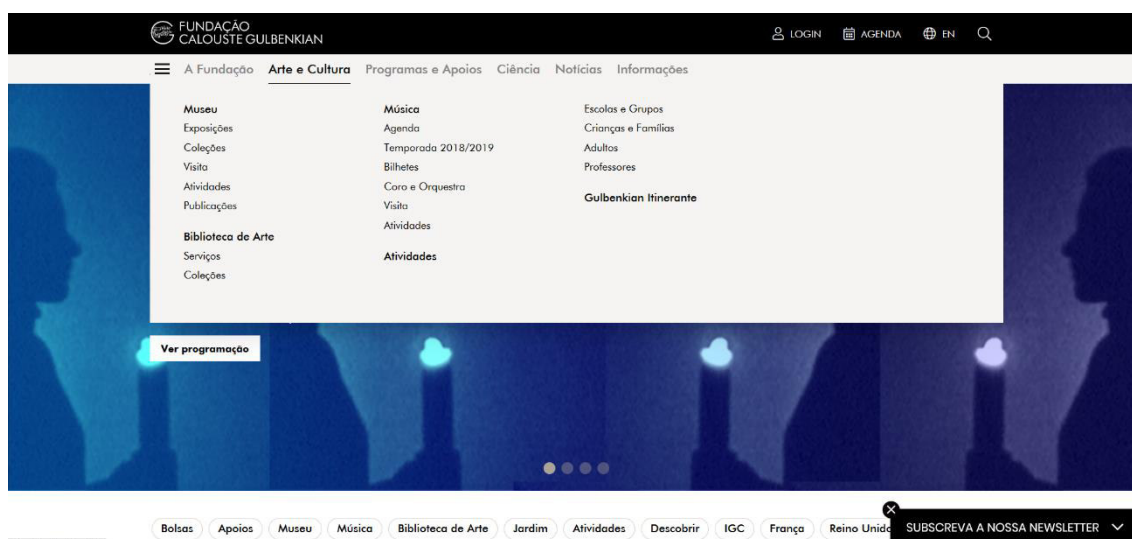 FUNDAÇÃO
CALOUSTE GULBENKIAN
LOGIN AGENDA EN
A Fundação Arte e Cultura Programas e Apoios Ciência Notícias Informações
Museu
Exposições
Coleções
Visita
Atividades
Publicações
Biblioteca de Arte
Serviços
Coleções
Música
Agenda
Temporada 2018/2019
Bilhetes
Coro e Orquestra
Visita
Atividades
Atividades
Escolas e Grupos
Crianças e Famílias
Adultos
Professores
Gulbenkian Itinerante
Ver programação
Bolsas Apoios Museu Música Biblioteca de Arte Jardim Atividades Descobrir IGC França Reino Unido
SUBSCREVA A NOSSA NEWSLETTER